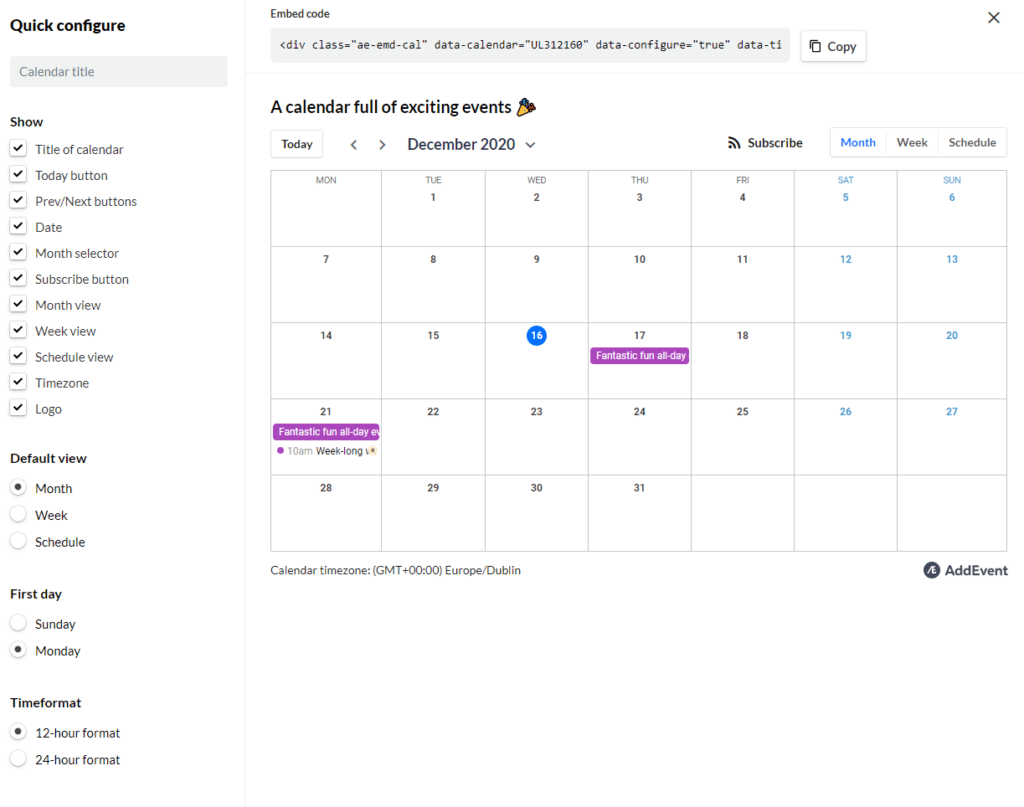 Quick configure
Calendar title
Show
Title of calendar
Today button
Prev/Next buttons
Date
Month selector
Subscribe button
Month view
Week view
Schedule view
Timezone
Logo
Default view
Month
Week
Schedule
First day
Sunday
Monday
Timeformat
12-hour format
24-hour format
Embed code
<div class="ae-emd-cal" data-calendar="UL312160" data-configure="true" data-ti
Copy
A calendar full of exciting events 🎉
Today < > December 2020 Subscribe Month Week Schedule
MON TUE WED THU FRI SAT SUN
1 2 3 4 5 6
7 8 9 10 11 12 13
14 15 16 17 18 19 20
Fantastic fun all-day
21 22 23 24 25 26 27
Fantastic fun all-day ev
10am Week-long
28 29 30 31
Calendar timezone: (GMT+00:00) Europe/Dublin
Æ AddEvent